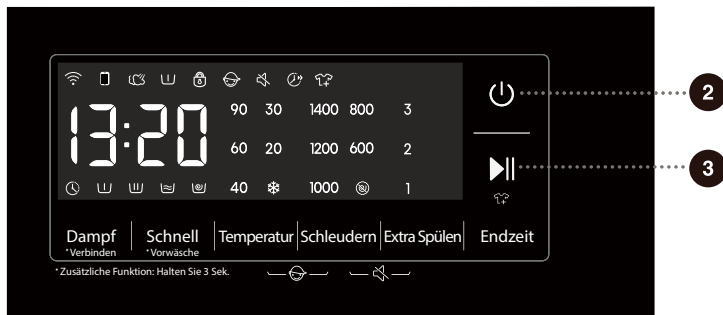 13:20
90 30 1400 800 3
60 20 1200 600 2
40 1000 1
2
3
Dampf Schnell Temperatur Schleudern Extra Spülen Endzeit
*Verbinden *Vorwäsche
*Zusätzliche Funktion: Halten Sie 3 Sek.